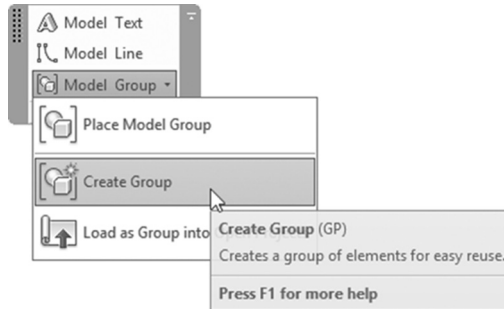 Model Text
Model Line
Model Group
Place Model Group
Create Group
Load as Group into
Create Group (GP)
Creates a group of elements for easy reuse.
Press F1 for more help